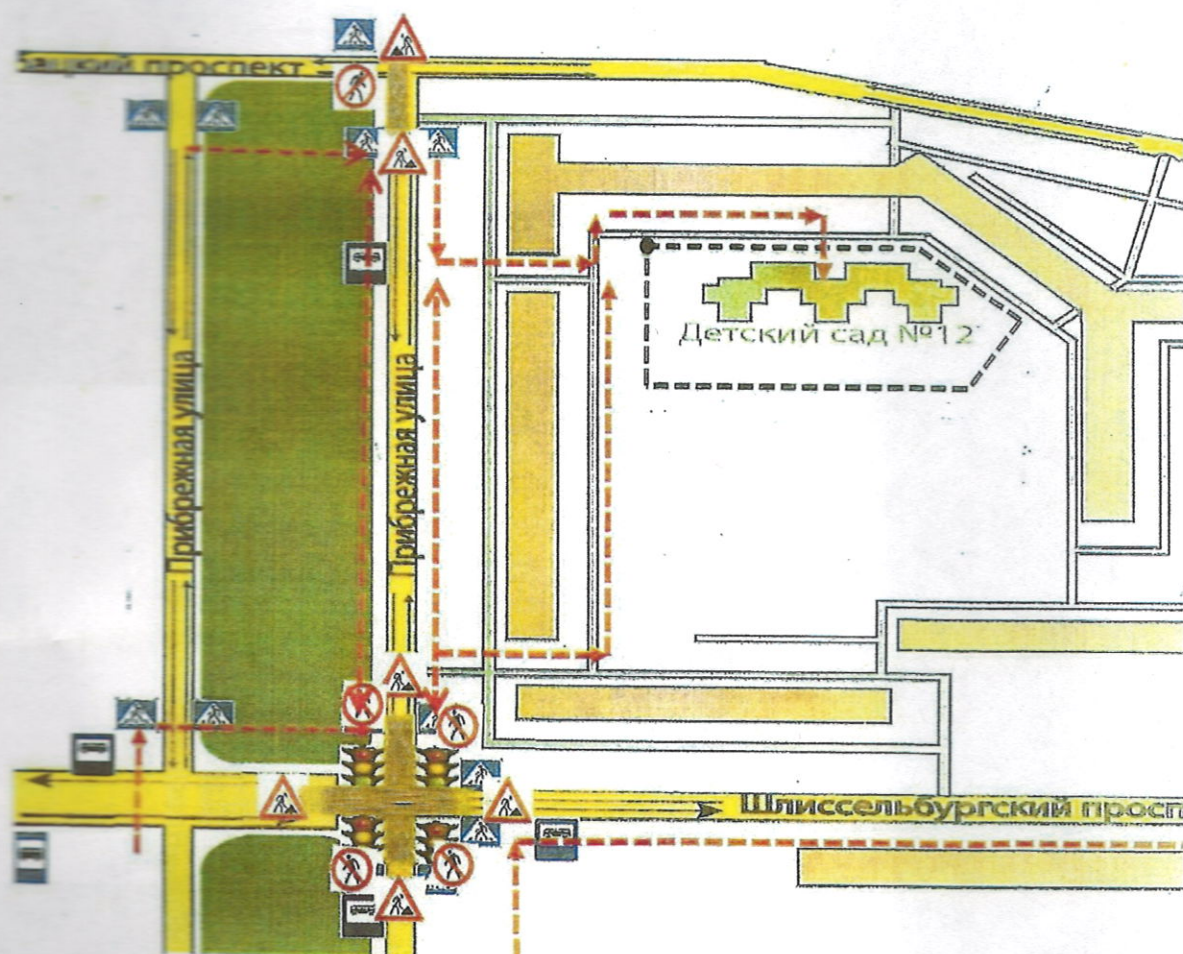 проспект
Прибрежная улица
Прибрежная улица
Детский сад №12
Шлиссельбургский просп